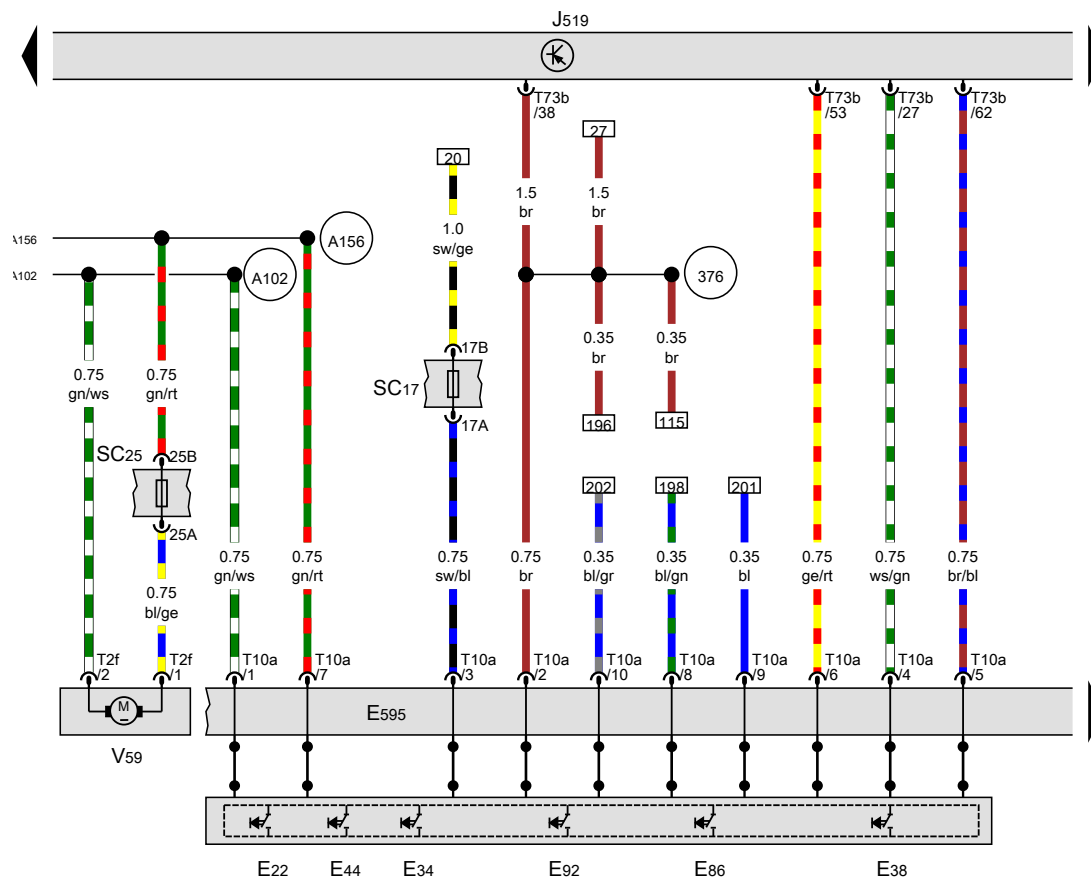 J519
T73b
/38
T73b
/53
T73b
/27
T73b
/62
27
20
1.5
br
1.5
br
1.0
sw/ge
A156
A156
A102
A102
376
0.35
br
0.35
br
17B
SC17
17A
0.75
gn/ws
0.75
gn/rt
196
115
SC25
25B
25A
202
198
201
0.75
gn/ws
0.75
gn/rt
0.75
sw/bl
0.75
br
0.35
bl/gr
0.35
bl/gn
0.35
bl
0.75
ge/rt
0.75
ws/gn
0.75
br/bl
0.75
bl/ge
T2f
/2
T2f
/1
T10a
/1
T10a
/7
T10a
/3
T10a
/2
T10a
/10
T10a
/8
T10a
/9
T10a
/6
T10a
/4
T10a
/5
M
E595
V59
E22
E44
E34
E92
E86
E38